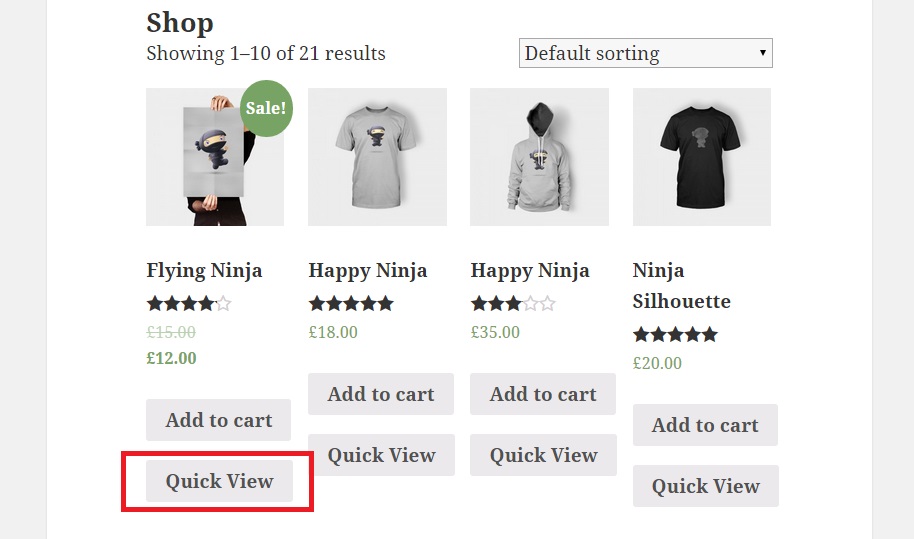 Shop
Showing 1–10 of 21 results
Default sorting
Sale!
Flying Ninja
£15.00
£12.00
Add to cart
Quick View
Happy Ninja
£18.00
Add to cart
Quick View
Happy Ninja
£35.00
Add to cart
Quick View
Ninja
Silhouette
£20.00
Add to cart
Quick View